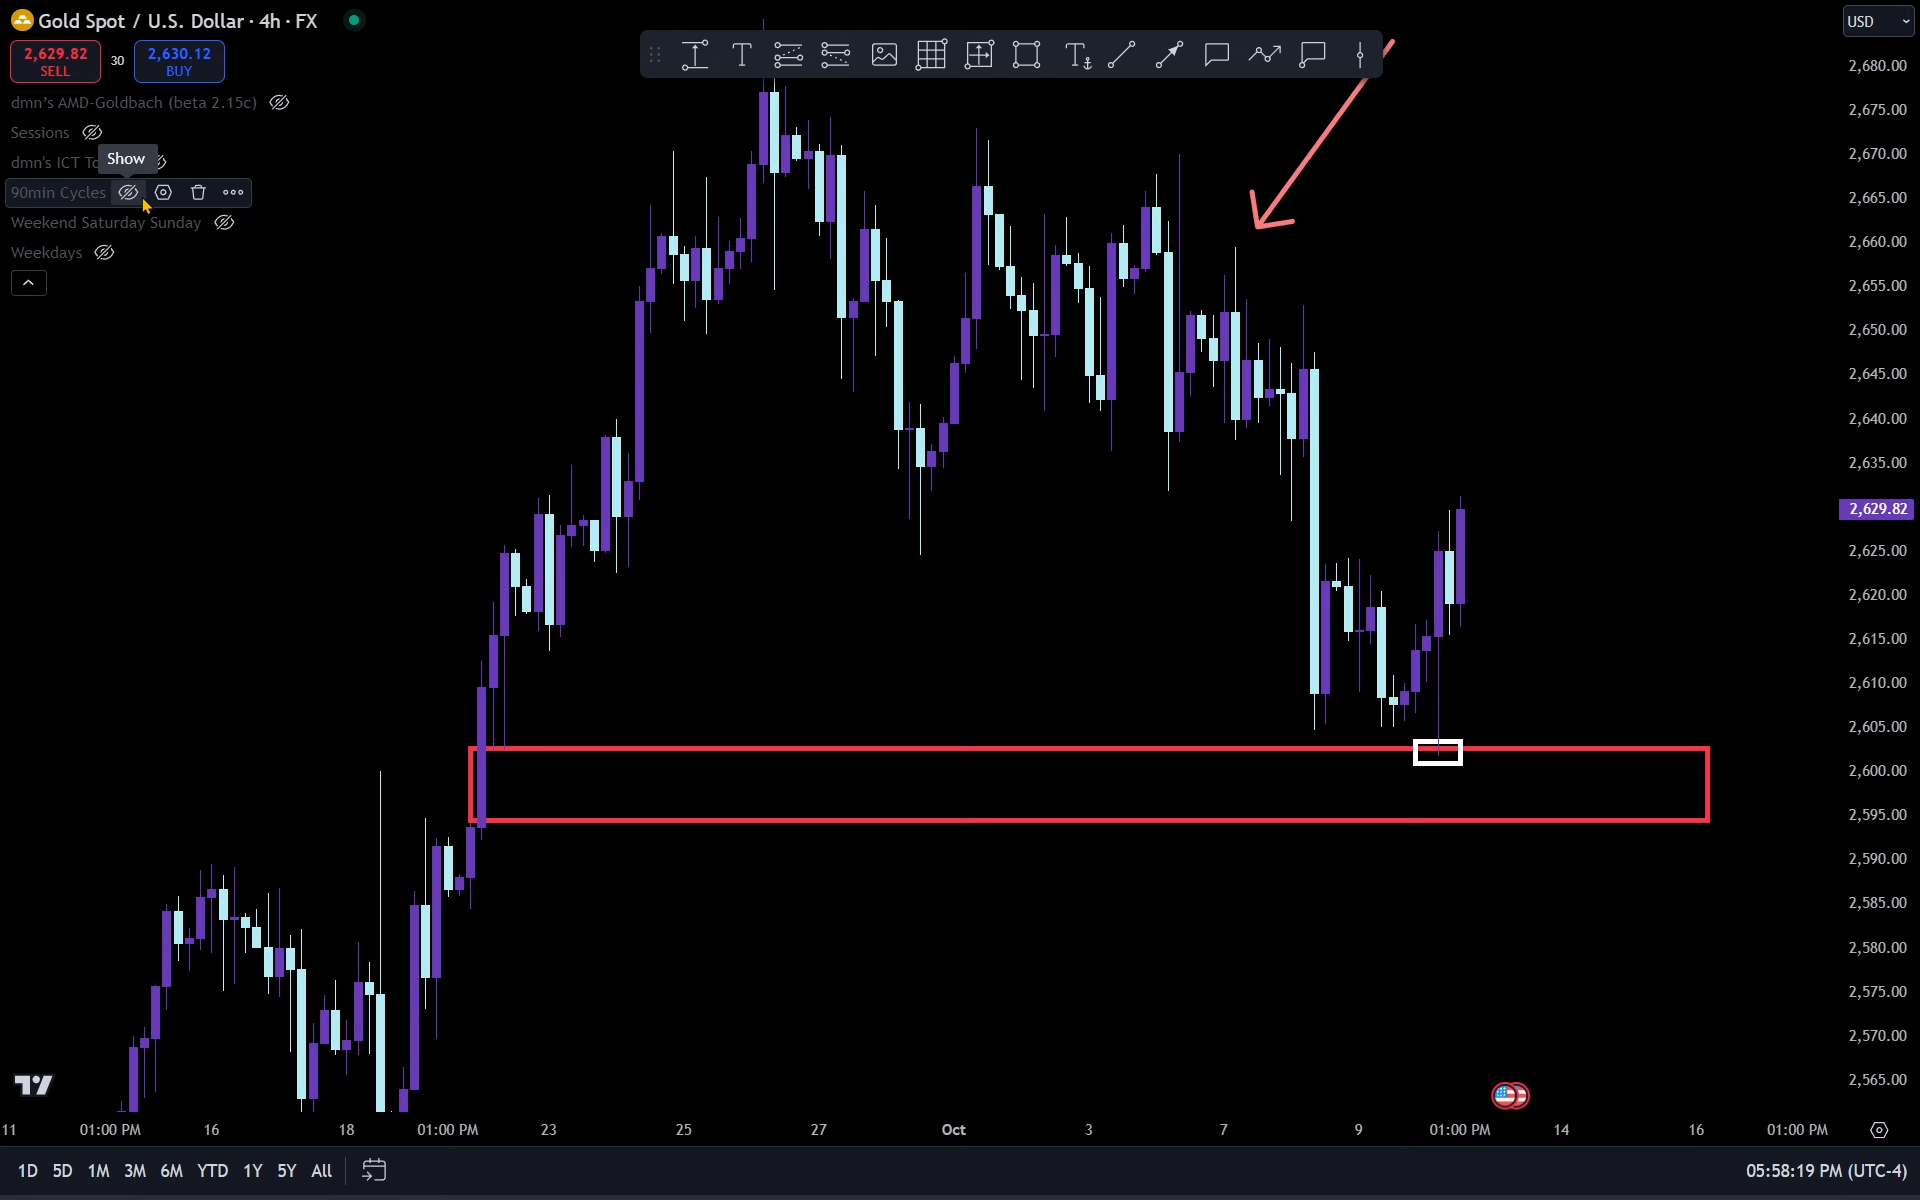 Gold Spot / U.S. Dollar · 4h · FX
USD
2,629.82
SELL
30
2,630.12
BUY
dmn's AMD-Goldbach (beta 2.15c)
Sessions
dmn's ICT To
Show
90min Cycles
Weekend Saturday Sunday
Weekdays
2,680.00
2,675.00
2,670.00
2,665.00
2,660.00
2,655.00
2,650.00
2,645.00
2,640.00
2,635.00
2,629.82
2,625.00
2,620.00
2,615.00
2,610.00
2,605.00
2,600.00
2,595.00
2,590.00
2,585.00
2,580.00
2,575.00
2,570.00
2,565.00
11 01:00 PM 16 18 01:00 PM 23 25 27 Oct 3 7 9 01:00 PM 14 16 01:00 PM
1D 5D 1M 3M 6M YTD 1Y 5Y All
05:58:19 PM (UTC-4)